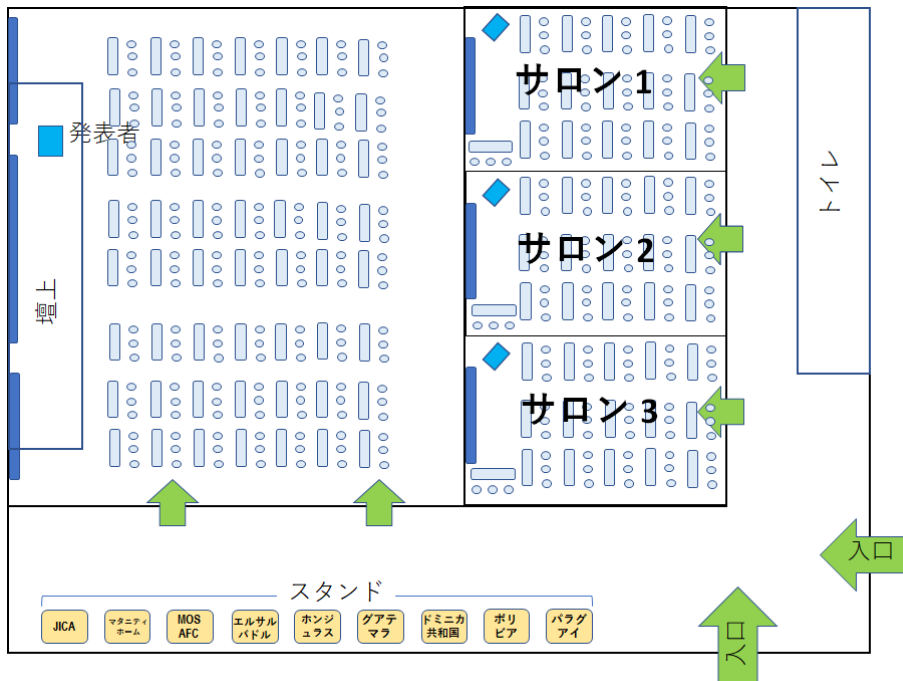 発表者
壇上
サロン 1
サロン 2
サロン 3
トイレ
入口
入口
スタンド
JICA
マタニティ
ホーム
MOS
AFC
エルサル
バドル
ホンジ
ュラス
グアテ
マラ
ドミニカ
共和国
ボリ
ビア
パラグ
アイ